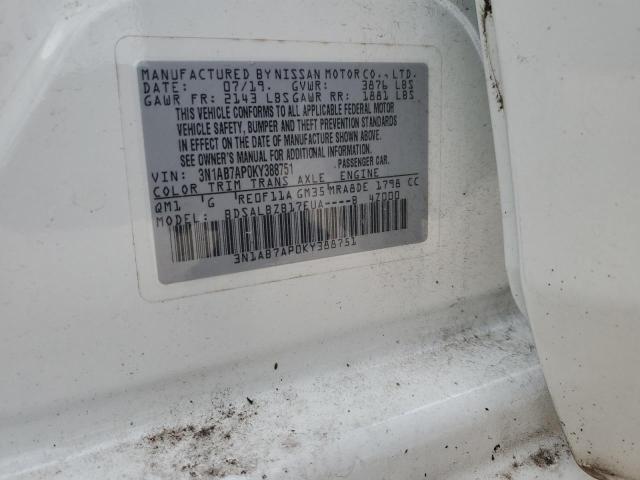 MANUFACTURED BY NISSAN MOTOR CO., LTD.
DATE: 07/19. GVWR: 3876 LBS
GAWR FR: 2143 LBS GAWR RR: 1881 LBS
THIS VEHICLE CONFORMS TO ALL APPLICABLE FEDERAL MOTOR
VEHICLE SAFETY, BUMPER AND THEFT PREVENTION STANDARDS
IN EFFECT ON THE DATE OF MANUFACTURE SHOWN ABOVE.
SEE OWNER'S MANUAL FOR ADDITIONAL INFORMATION.
VIN: 3N1AB7AP0KY388751 PASSENGER CAR.
COLOR TRIM TRANS AXLE ENGINE
QM1 G RE0F11A GM35 MRA8DE 1798 CC
MODEL: BDSALBZB17EUA----B 4Z000
3N1AB7AP0KY388751